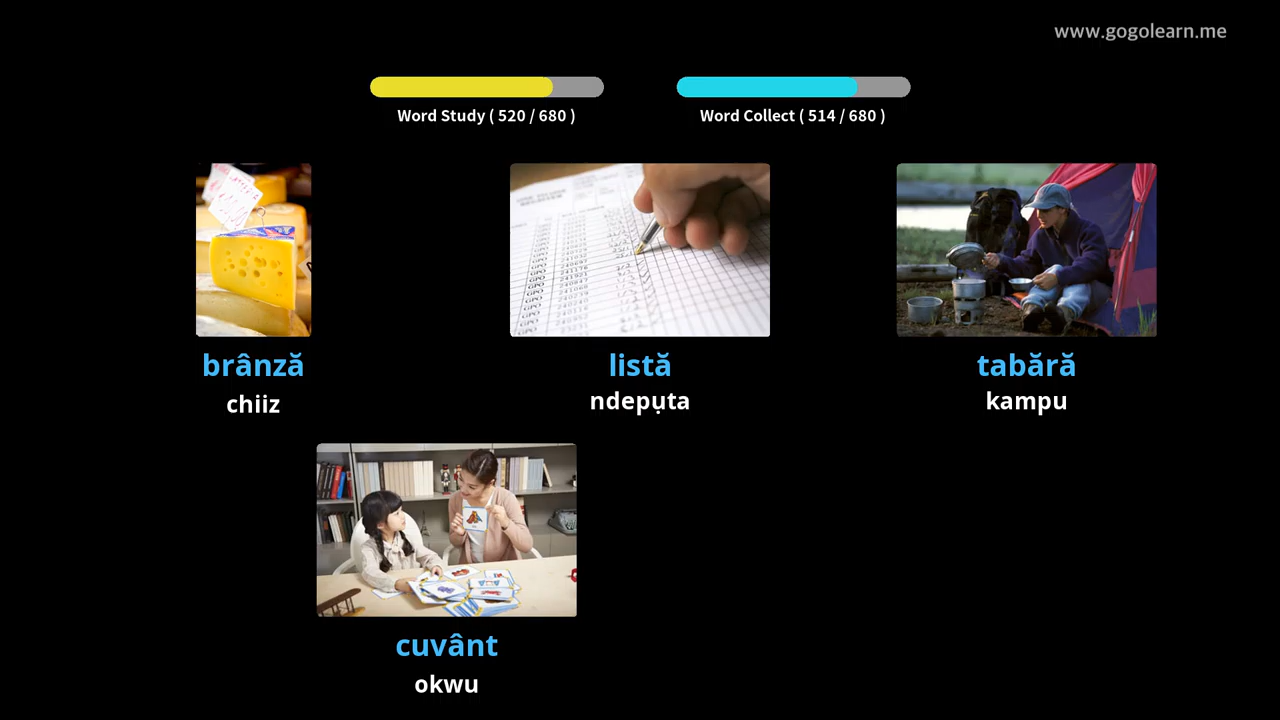 www.gogolearn.me
Word Study ( 520 / 680 )
Word Collect ( 514 / 680 )
brânză
chiiz
listă
ndepụta
tabără
kampu
cuvânt
okwu